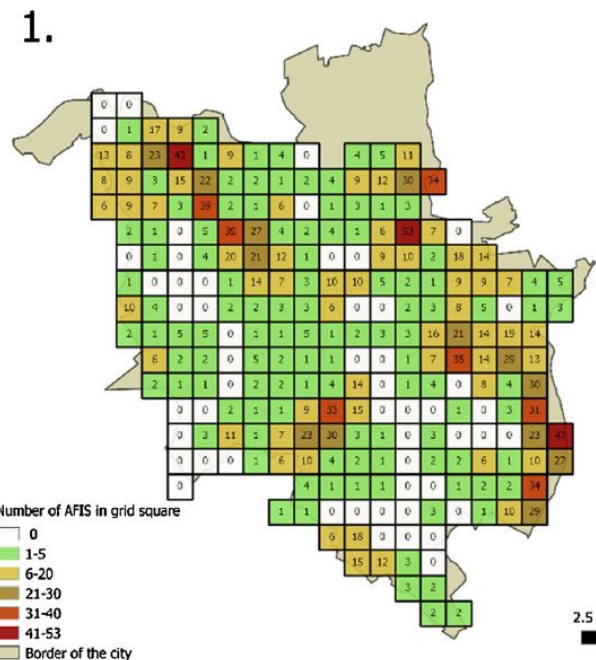 1.
0 0
0 1 17 9 2
13 8 23 43 1 9 1 4 0 4 5 11
8 9 3 15 22 2 2 1 2 4 9 12 30 34
6 9 7 3 39 2 1 6 0 1 3 1 3
2 1 0 5 35 27 4 2 4 1 6 53 7 0
0 1 0 4 20 21 12 1 0 0 9 10 2 18 14
1 0 0 0 1 14 7 3 10 10 5 2 1 9 9 7 4 5
10 4 0 0 2 2 3 3 6 0 0 2 3 8 5 0 1 3
2 1 5 5 0 1 1 5 1 2 3 3 16 21 14 19 14
6 2 2 0 5 2 1 1 0 0 1 7 35 14 29 13
2 1 1 0 2 2 1 4 14 0 1 4 0 8 4 30
0 0 2 1 1 9 33 15 0 0 0 1 0 3 31
0 3 11 1 7 23 30 3 1 0 3 0 0 0 23 47
0 0 0 1 6 10 4 2 1 0 2 2 6 1 10 27
0 4 1 1 1 0 0 1 2 2 34
1 1 0 0 0 0 3 0 1 10 29
6 18 0 0 0
15 12 3 0
3 2
2 2
Number of AFIS in grid square
0
1-5
6-20
21-30
31-40
41-53
Border of the city
2.5